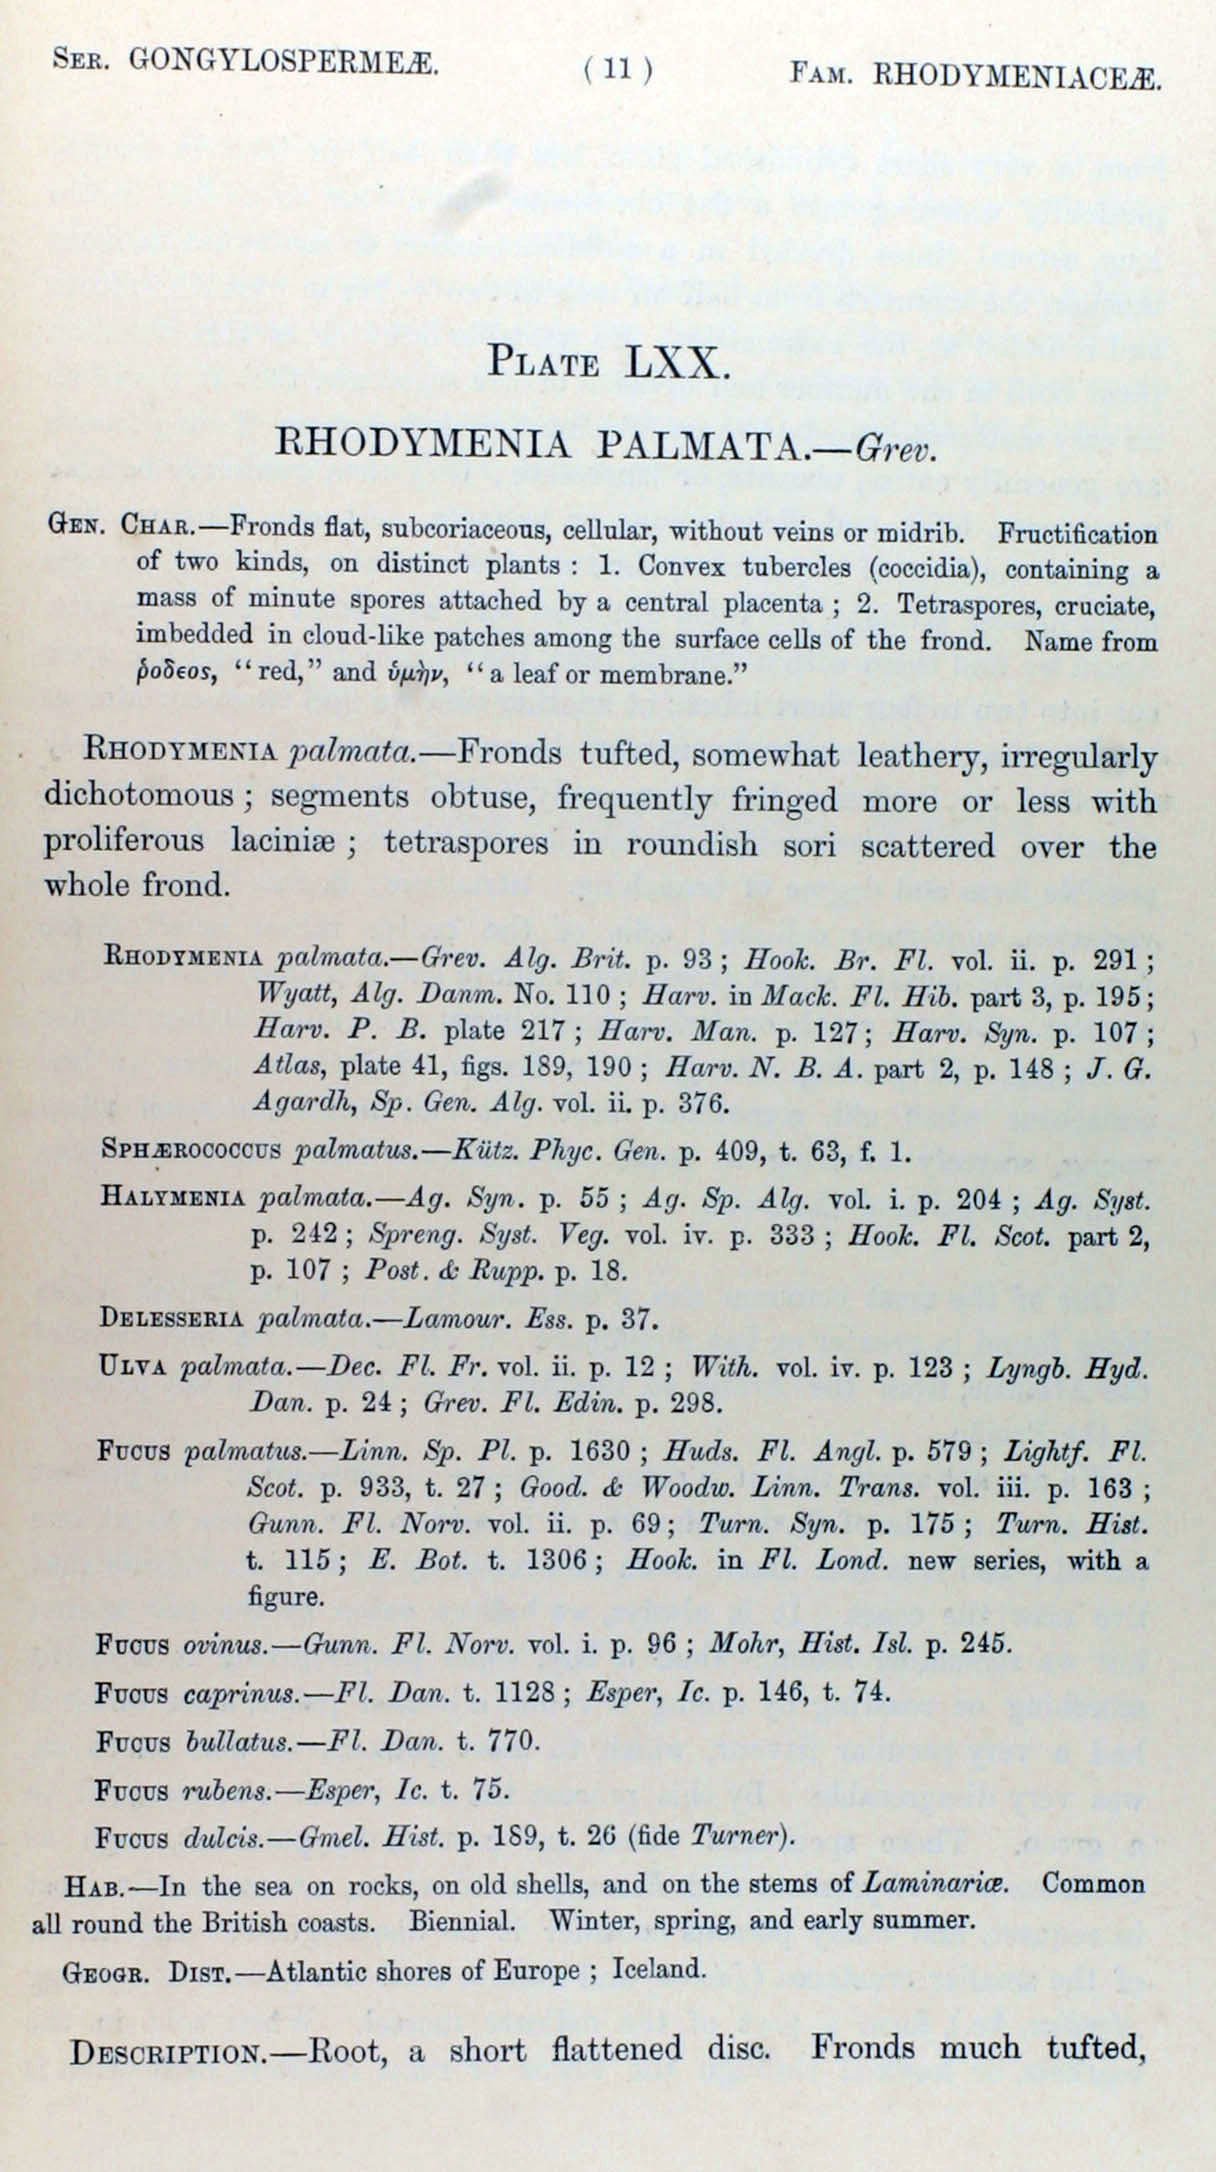 SER. GONGYLOSPERMEÆ.
( 11 )
FAM. RHODYMENIACEÆ.
PLATE LXX.
RHODYMENIA PALMATA.—Grev.
GEN. CHAR.—Fronds flat, subcoriaceous, cellular, without veins or midrib. Fructification
of two kinds, on distinct plants : 1. Convex tubercles (coccidia), containing a
mass of minute spores attached by a central placenta ; 2. Tetraspores, cruciate,
imbedded in cloud-like patches among the surface cells of the frond. Name from
ῥοδεος, “red,” and ὑμὴν, “a leaf or membrane.”
RHODYMENIA palmata.—Fronds tufted, somewhat leathery, irregularly
dichotomous ; segments obtuse, frequently fringed more or less with
proliferous laciniæ ; tetraspores in roundish sori scattered over the
whole frond.
RHODYMENIA palmata.—Grev. Alg. Brit. p. 93 ; Hook. Br. Fl. vol. ii. p. 291 ;
Wyatt, Alg. Danm. No. 110 ; Harv. in Mack. Fl. Hib. part 3, p. 195 ;
Harv. P. B. plate 217 ; Harv. Man. p. 127 ; Harv. Syn. p. 107 ;
Atlas, plate 41, figs. 189, 190 ; Harv. N. B. A. part 2, p. 148 ; J. G.
Agardh, Sp. Gen. Alg. vol. ii. p. 376.
SPHÆROCOCCUS palmatus.—Kütz. Phyc. Gen. p. 409, t. 63, f. 1.
HALYMENIA palmata.—Ag. Syn. p. 55 ; Ag. Sp. Alg. vol. i. p. 204 ; Ag. Syst.
p. 242 ; Spreng. Syst. Veg. vol. iv. p. 333 ; Hook. Fl. Scot. part 2,
p. 107 ; Post. & Rupp. p. 18.
DELESSERIA palmata.—Lamour. Ess. p. 37.
ULVA palmata.—Dec. Fl. Fr. vol. ii. p. 12 ; With. vol. iv. p. 123 ; Lyngb. Hyd.
Dan. p. 24 ; Grev. Fl. Edin. p. 298.
FUCUS palmatus.—Linn. Sp. Pl. p. 1630 ; Huds. Fl. Angl. p. 579 ; Lightf. Fl.
Scot. p. 933, t. 27 ; Good. & Woodw. Linn. Trans. vol. iii. p. 163 ;
Gunn. Fl. Norv. vol. ii. p. 69 ; Turn. Syn. p. 175 ; Turn. Hist.
t. 115 ; E. Bot. t. 1306 ; Hook. in Fl. Lond. new series, with a
figure.
FUCUS ovinus.—Gunn. Fl. Norv. vol. i. p. 96 ; Mohr, Hist. Isl. p. 245.
FUCUS caprinus.—Fl. Dan. t. 1128 ; Esper, Ic. p. 146, t. 74.
FUCUS bullatus.—Fl. Dan. t. 770.
FUCUS rubens.—Esper, Ic. t. 75.
FUCUS dulcis.—Gmel. Hist. p. 189, t. 26 (fide Turner).
HAB.—In the sea on rocks, on old shells, and on the stems of Laminariæ. Common
all round the British coasts. Biennial. Winter, spring, and early summer.
GEOGR. DIST.—Atlantic shores of Europe ; Iceland.
DESCRIPTION.—Root, a short flattened disc. Fronds much tufted,